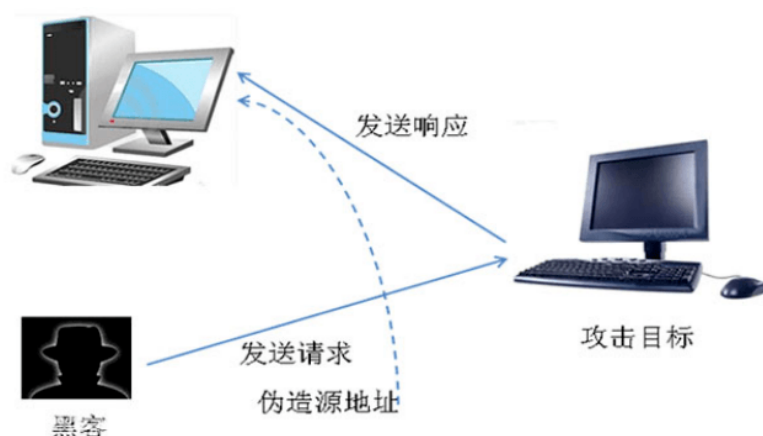 发送响应
攻击目标
发送请求
伪造源地址
黑客